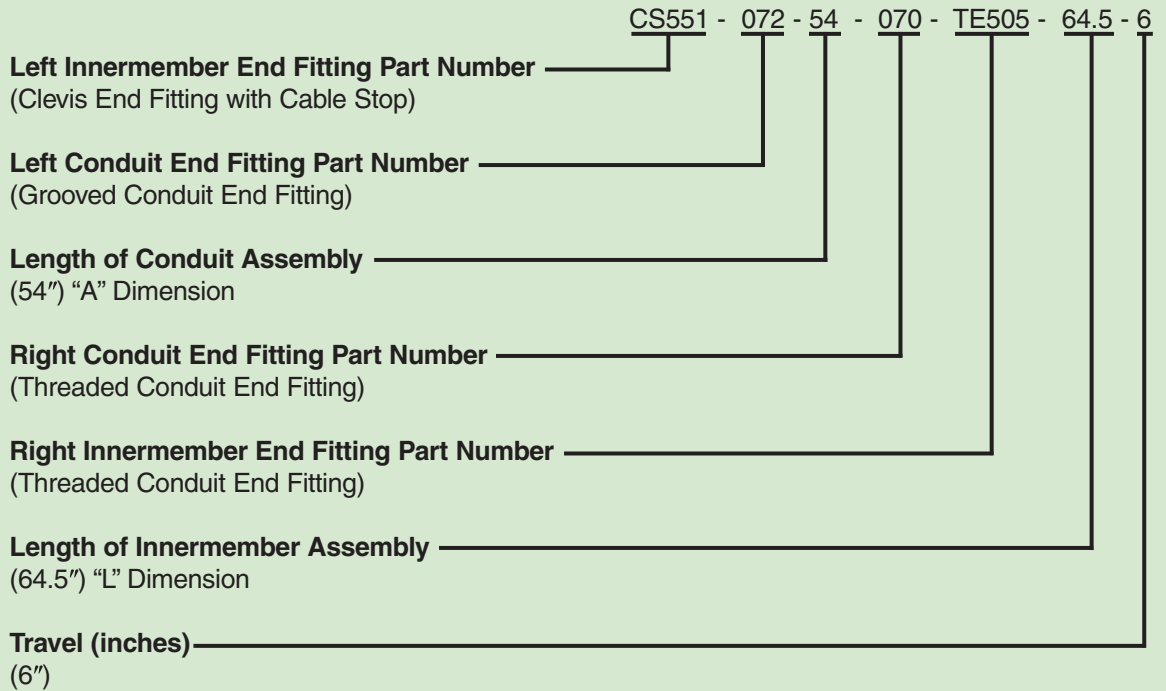 CS551 - 072 - 54 - 070 - TE505 - 64.5 - 6
Left Innermember End Fitting Part Number
(Clevis End Fitting with Cable Stop)
Left Conduit End Fitting Part Number
(Grooved Conduit End Fitting)
Length of Conduit Assembly
(54″) “A” Dimension
Right Conduit End Fitting Part Number
(Threaded Conduit End Fitting)
Right Innermember End Fitting Part Number
(Threaded Conduit End Fitting)
Length of Innermember Assembly
(64.5″) “L” Dimension
Travel (inches)
(6″)